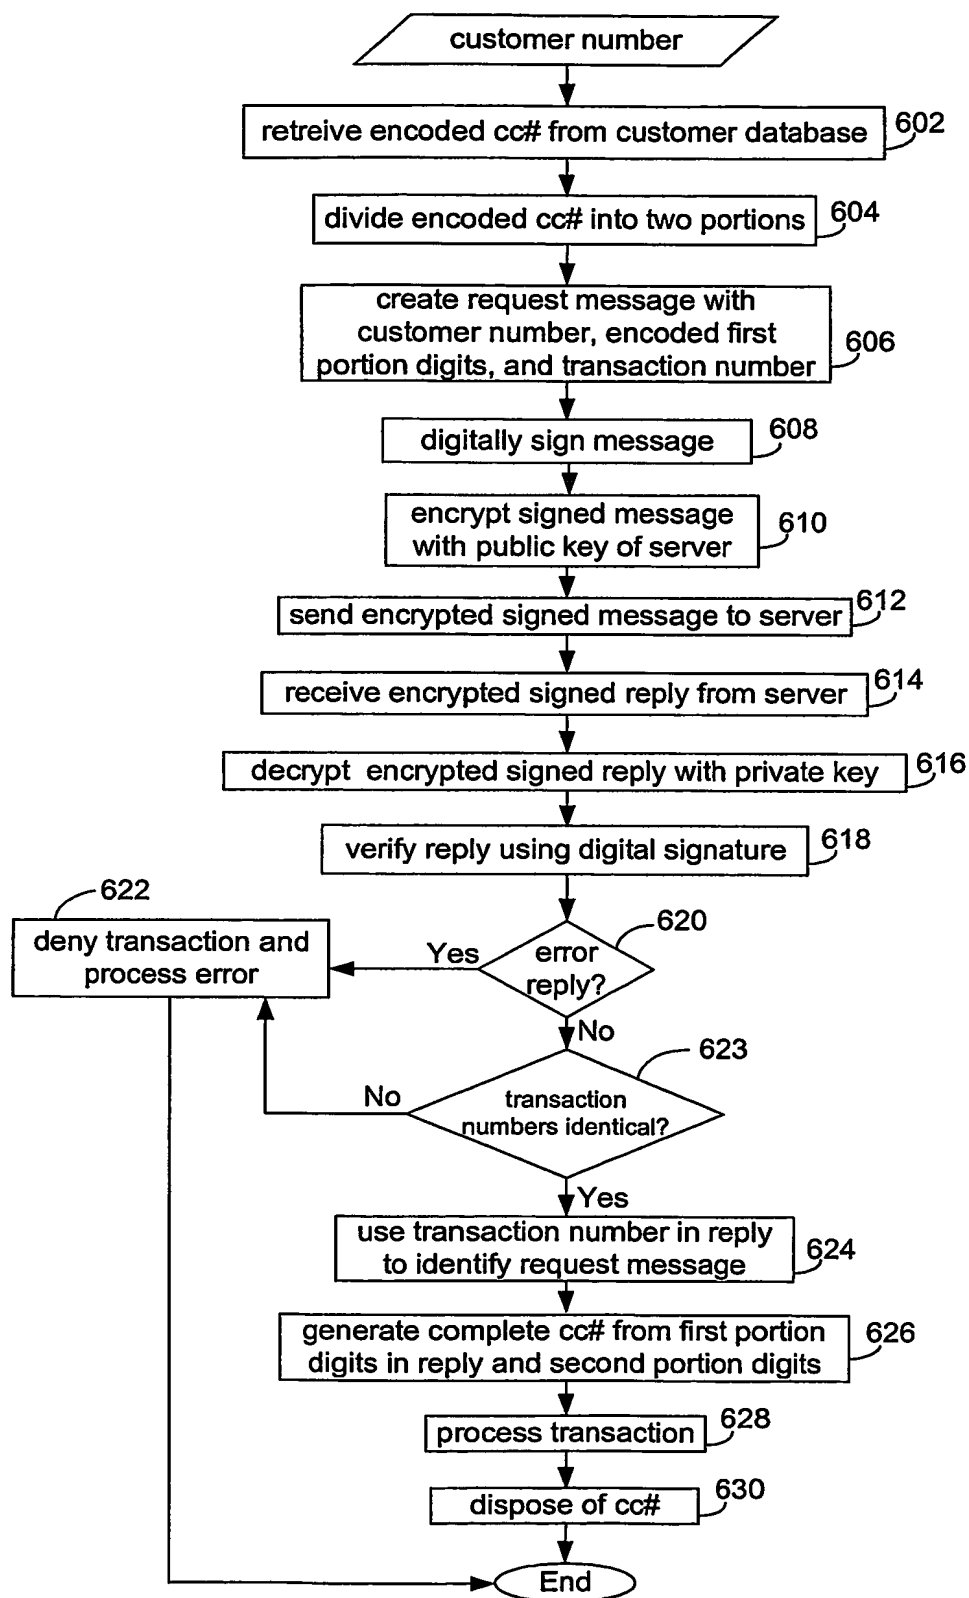 customer number
retreive encoded cc# from customer database
602
divide encoded cc# into two portions
604
create request message with
customer number, encoded first
portion digits, and transaction number
606
digitally sign message
608
encrypt signed message
with public key of server
610
send encrypted signed message to server
612
receive encrypted signed reply from server
614
decrypt encrypted signed reply with private key
616
verify reply using digital signature
618
622
deny transaction and
process error
Yes
error
reply?
620
No
623
No
transaction
numbers identical?
Yes
use transaction number in reply
to identify request message
624
generate complete cc# from first portion
digits in reply and second portion digits
626
process transaction
628
dispose of cc#
630
End